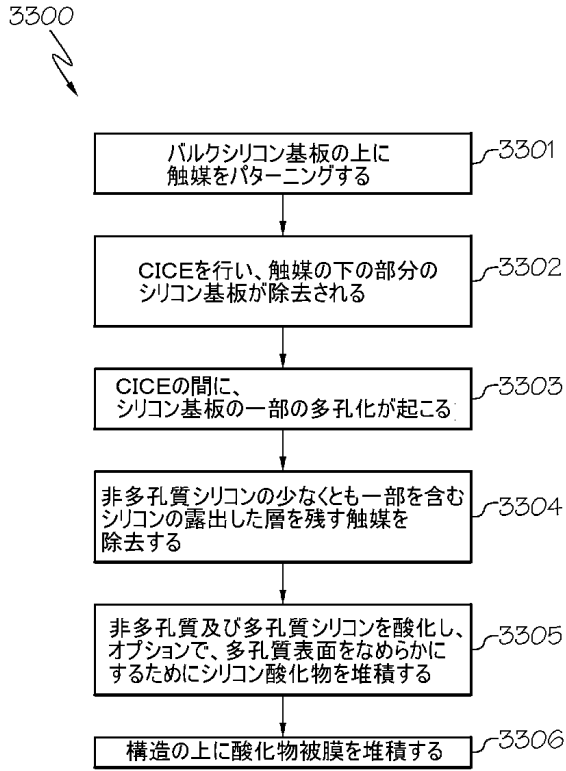 3300
バルクシリコン基板の上に
触媒をパターニングする
3301
CICEを行い、触媒の下の部分の
シリコン基板が除去される
3302
CICEの間に、
シリコン基板の一部の多孔化が起こる
3303
非多孔質シリコンの少なくとも一部を含む
シリコンの露出した層を残す触媒を
除去する
3304
非多孔質及び多孔質シリコンを酸化し、
オプションで、多孔質表面をなめらかに
するためにシリコン酸化物を堆積する
3305
構造の上に酸化物被膜を堆積する
3306